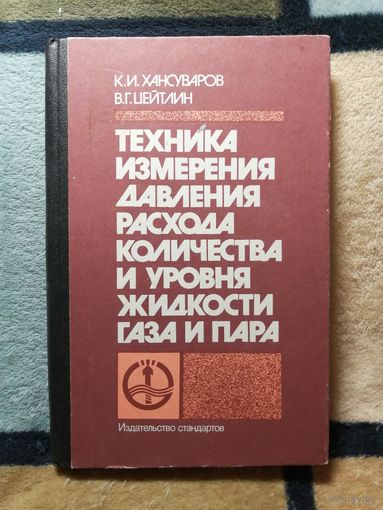 К.И. ХАНСУВАРОВ
В.Г. ЦЕЙТЛИН
ТЕХНИКА
ИЗМЕРЕНИЯ
ДАВЛЕНИЯ
РАСХОДА
КОЛИЧЕСТВА
И УРОВНЯ
ЖИДКОСТИ
ГАЗА И ПАРА
Издательство стандартов